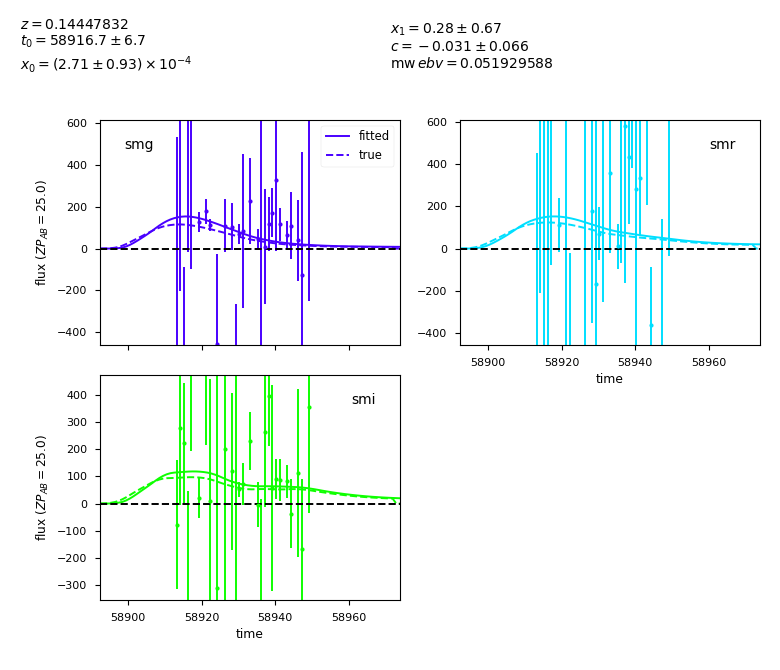 z = 0.14447832
t₀ = 58916.7 ± 6.7
x₀ = (2.71 ± 0.93) × 10⁻⁴
x₁ = 0.28 ± 0.67
c = −0.031 ± 0.066
mw ebv = 0.051929588
smg
fitted
true
600
400
200
0
−200
−400
flux (ZP_AB = 25.0)
smr
600
400
200
0
−200
−400
58900 58920 58940 58960
time
smi
400
300
200
100
0
−100
−200
−300
flux (ZP_AB = 25.0)
58900 58920 58940 58960
time